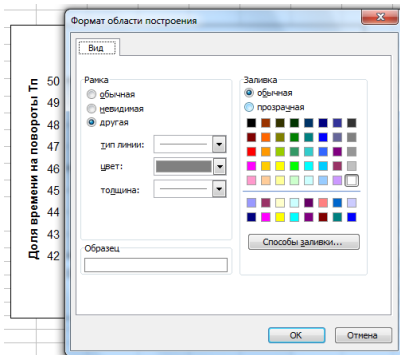 Формат области построения
Вид
Рамка
обычная
невидимая
другая
тип линии:
цвет:
толщина:
Образец
Заливка
обычная
прозрачная
Способы заливки...
OK
Отмена
Доля времени на повороты Тп
50
49
48
47
46
45
44
43
42